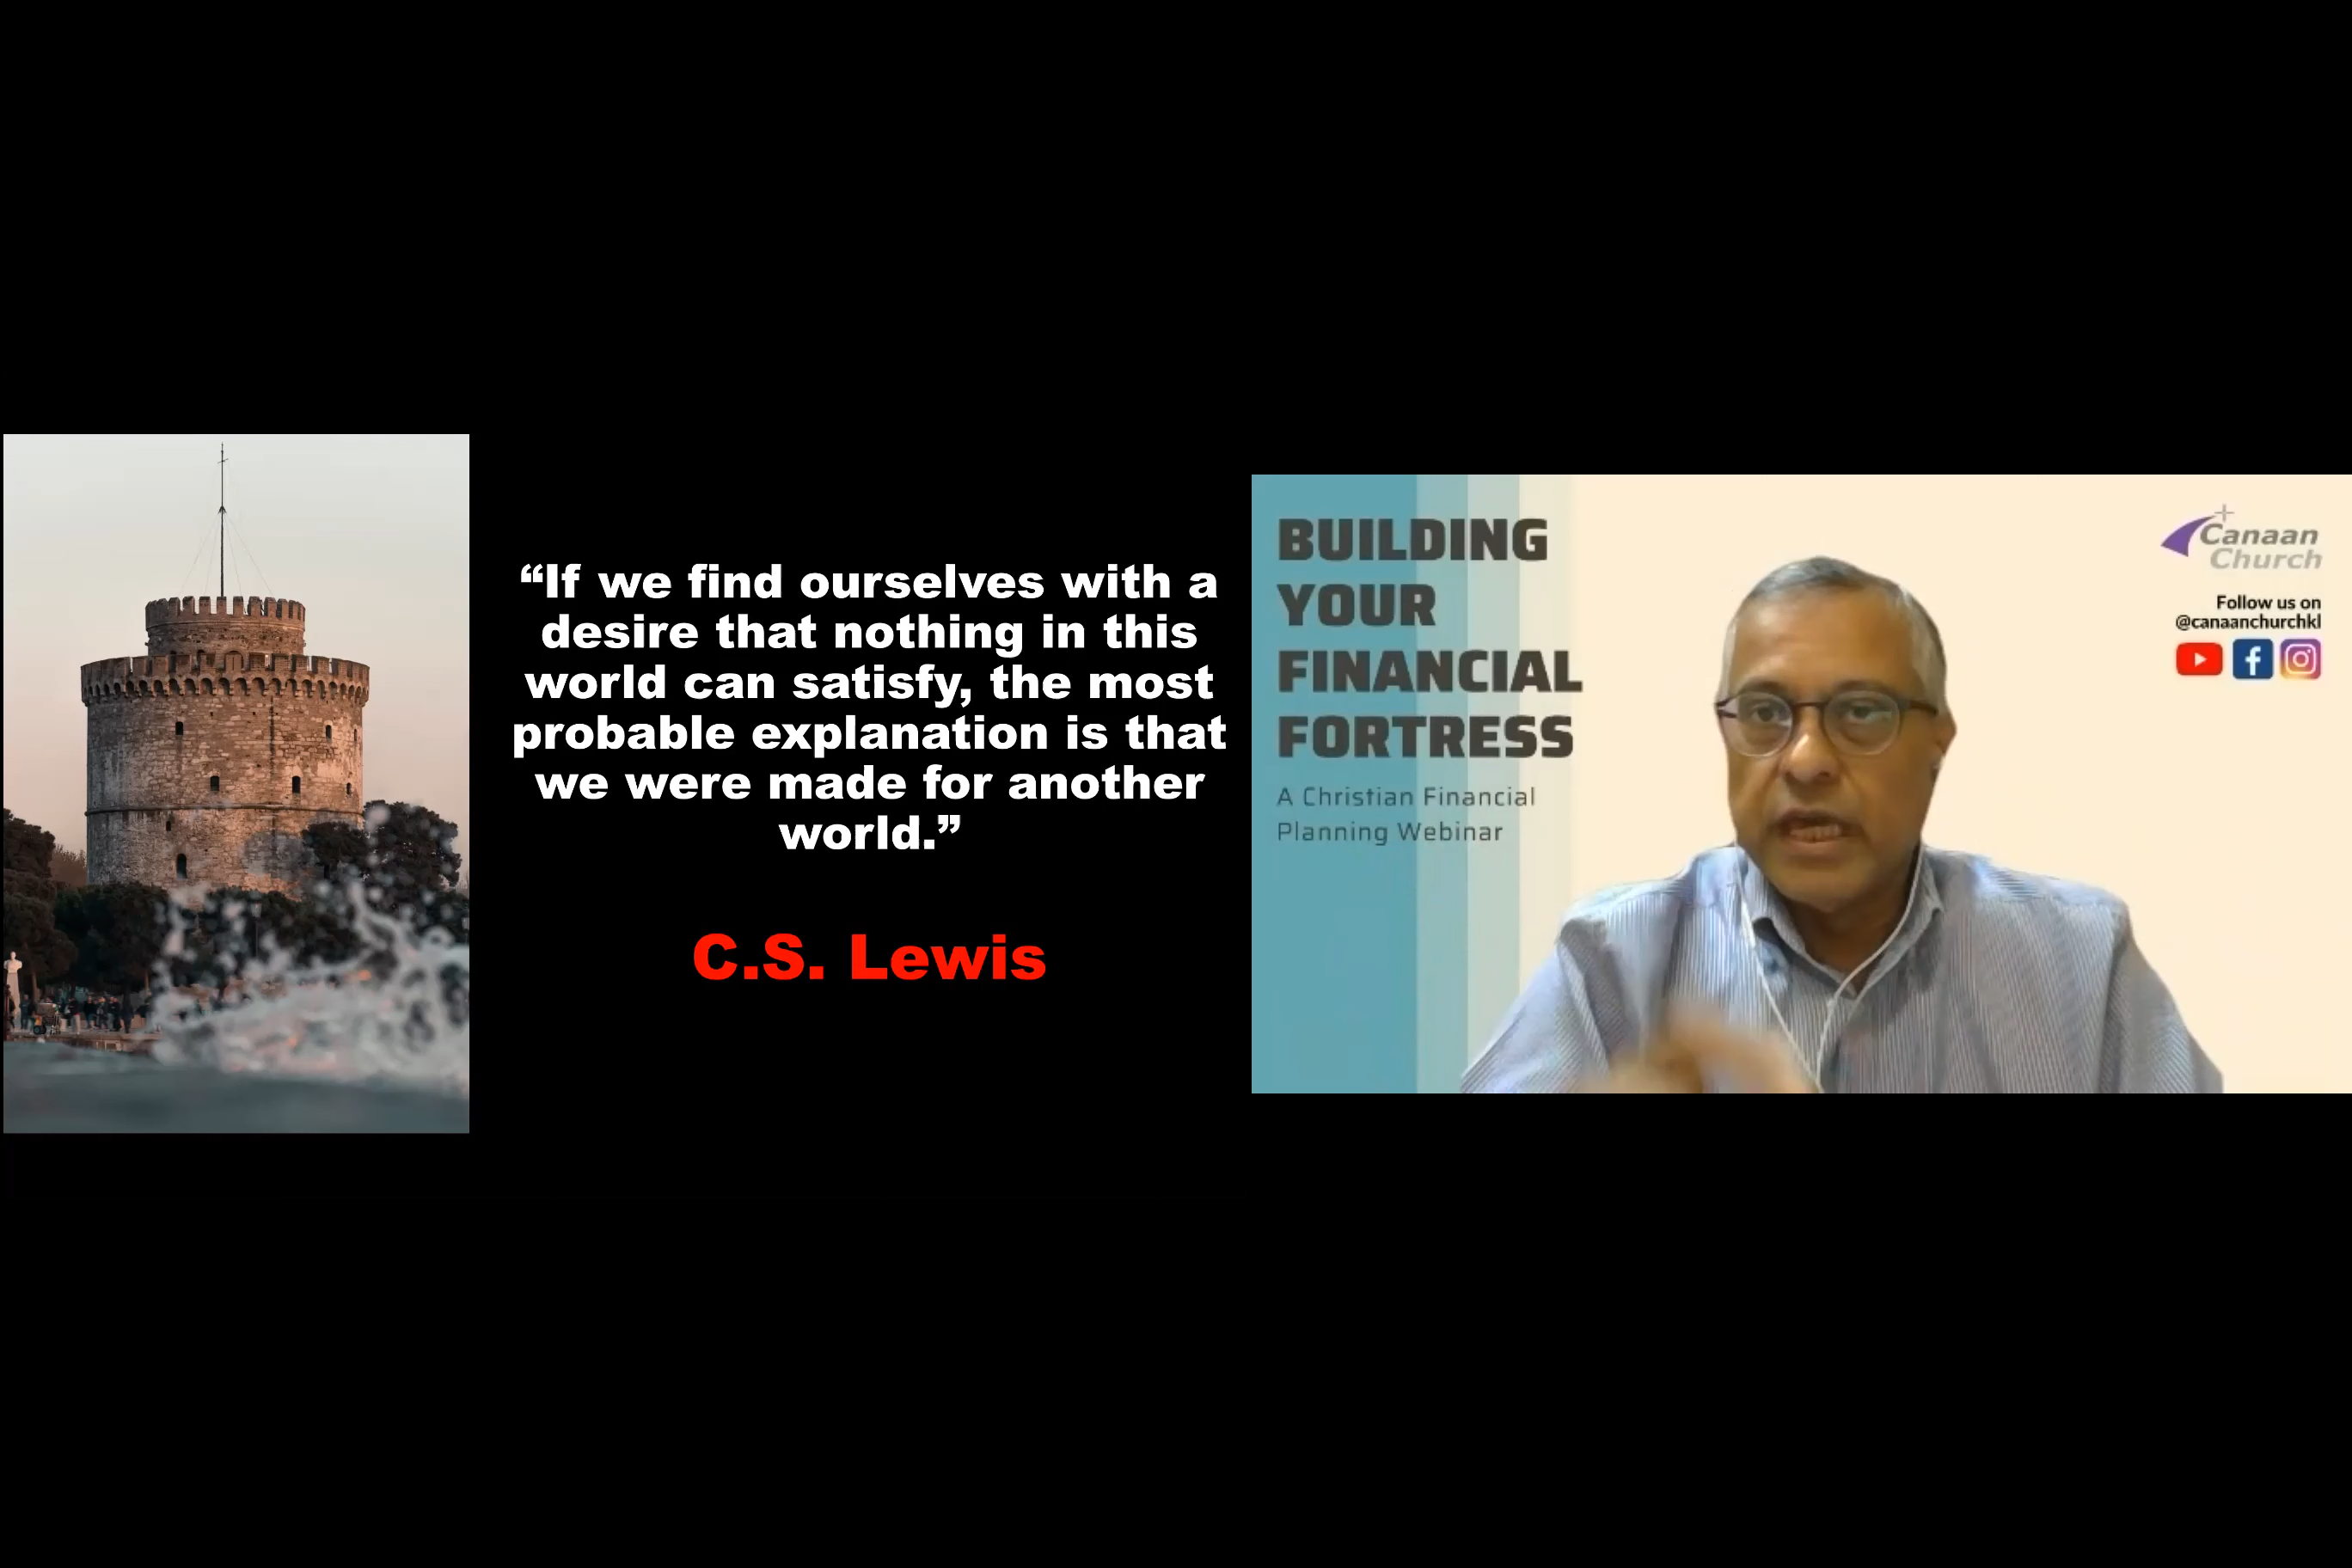 “If we find ourselves with a
desire that nothing in this
world can satisfy, the most
probable explanation is that
we were made for another
world.”
C.S. Lewis
BUILDING
YOUR
FINANCIAL
FORTRESS
A Christian Financial
Planning Webinar
Canaan
Church
Follow us on
@canaanchurchkl